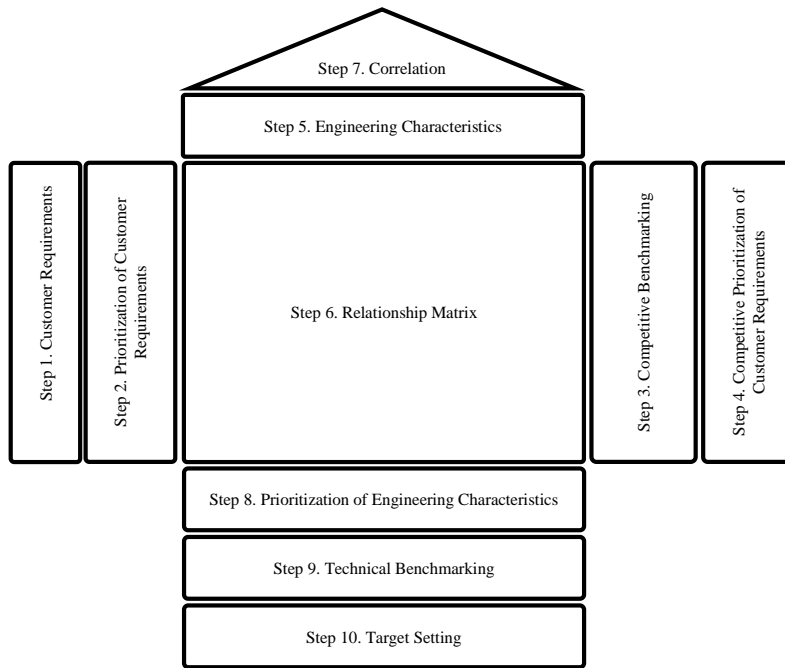 Step 7. Correlation
Step 5. Engineering Characteristics
Step 1. Customer Requirements
Step 2. Prioritization of Customer
Requirements
Step 6. Relationship Matrix
Step 3. Competitive Benchmarking
Step 4. Competitive Prioritization of
Customer Requirements
Step 8. Prioritization of Engineering Characteristics
Step 9. Technical Benchmarking
Step 10. Target Setting